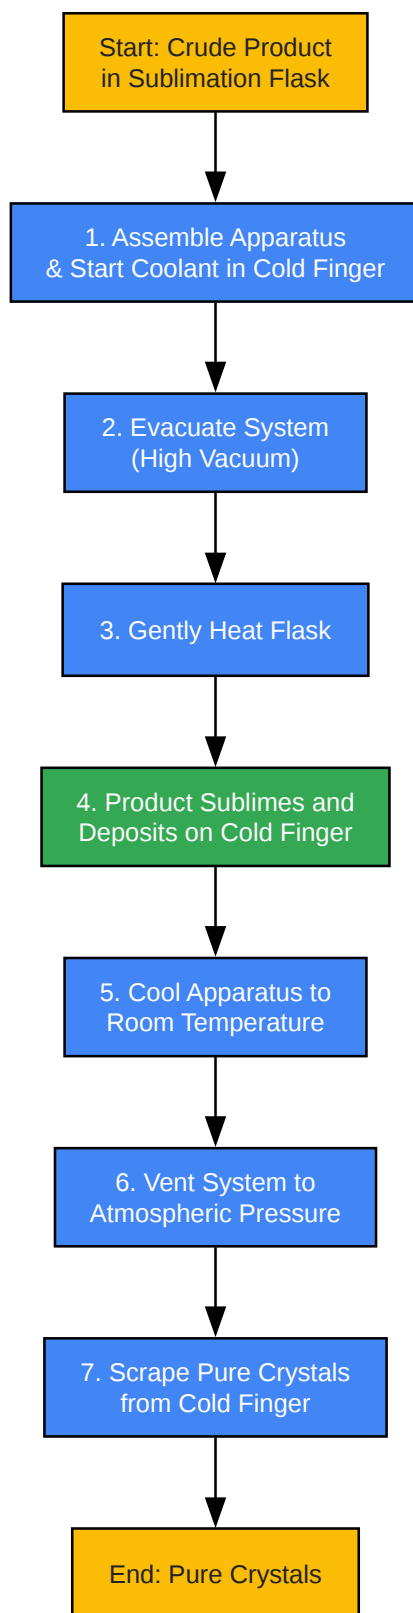 Start: Crude Product
in Sublimation Flask
1. Assemble Apparatus
& Start Coolant in Cold Finger
2. Evacuate System
(High Vacuum)
3. Gently Heat Flask
4. Product Sublimes and
Deposits on Cold Finger
5. Cool Apparatus to
Room Temperature
6. Vent System to
Atmospheric Pressure
7. Scrape Pure Crystals
from Cold Finger
End: Pure Crystals